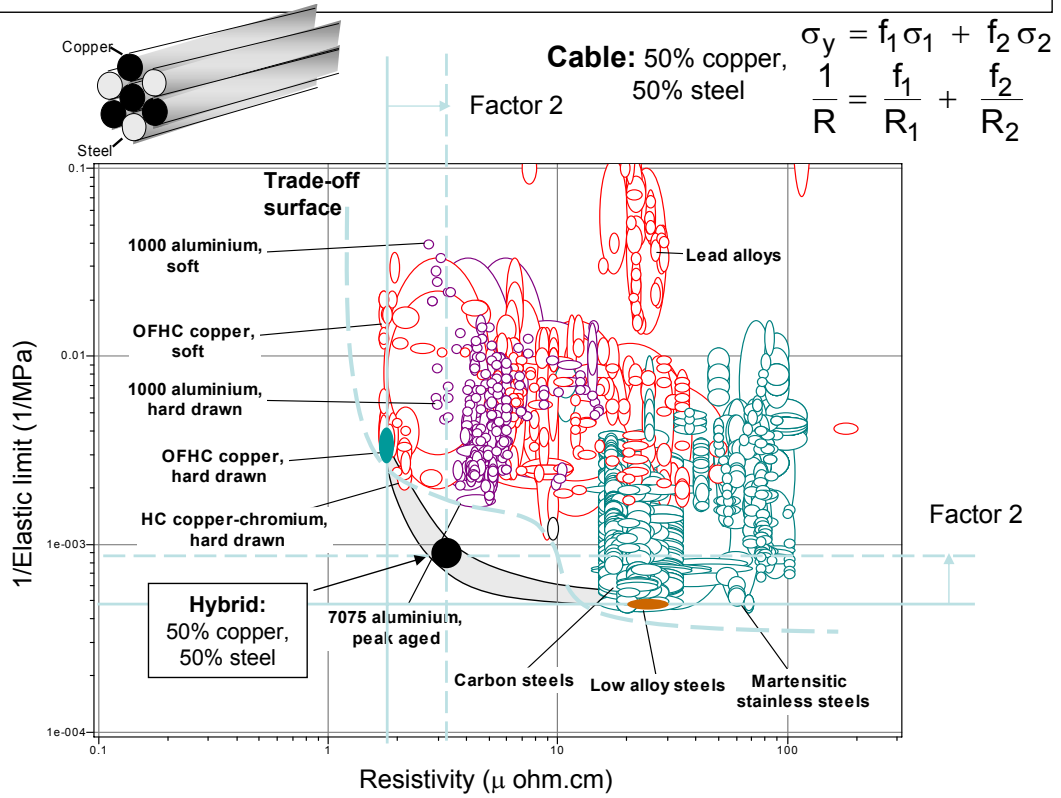 Copper
Steel
Cable: 50% copper,
50% steel
σy = f1σ1 + f2σ2
1/R = f1/R1 + f2/R2
Factor 2
0.1
Trade-off
surface
1000 aluminium,
soft
Lead alloys
OFHC copper,
soft
0.01
1000 aluminium,
hard drawn
OFHC copper,
hard drawn
HC copper-chromium,
hard drawn
Factor 2
1e-003
Hybrid:
50% copper,
50% steel
7075 aluminium,
peak aged
Carbon steels
Low alloy steels
Martensitic
stainless steels
1e-004
1/Elastic limit (1/MPa)
0.1
1
10
100
Resistivity (μ ohm.cm)